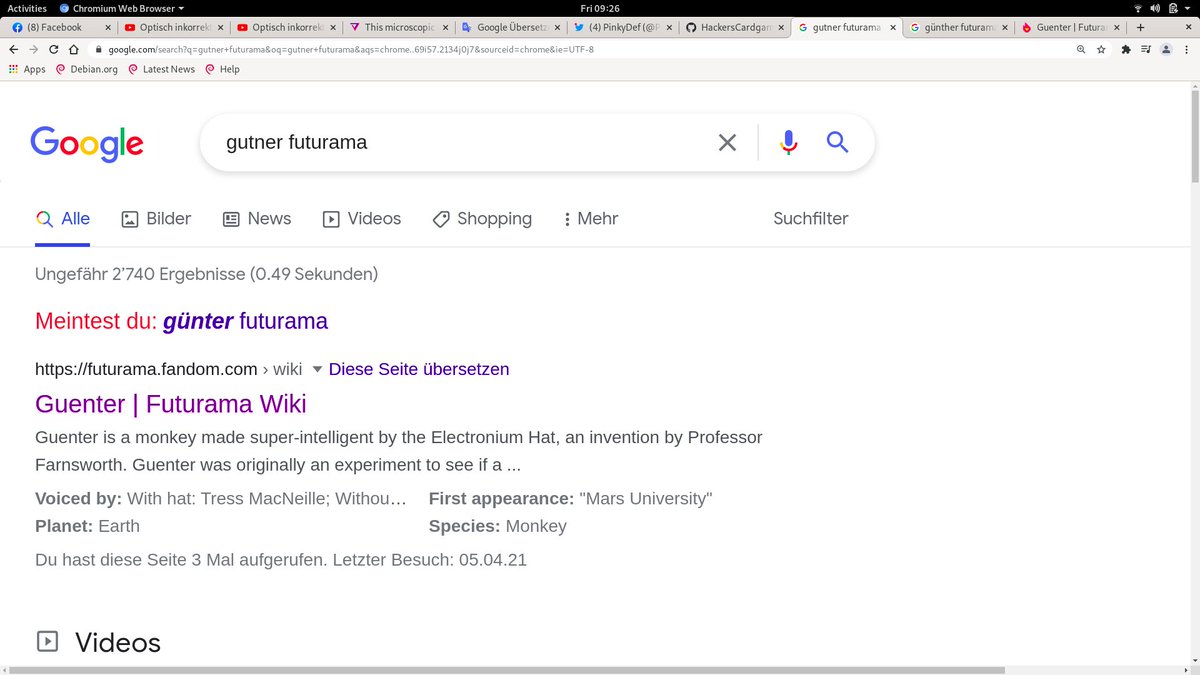 Activities Chromium Web Browser Fri 09:26
(8) Facebook Optisch inkorrek Optisch inkorrek This microscopic Google Übersetz (4) PinkyDef (@P HackersCardgam gutner futurama günther futuram Guenter | Futura
google.com/search?q=gutner+futurama&oq=gutner+futurama&aqs=chrome..69i57.2134j0j7&sourceid=chrome&ie=UTF-8
Apps Debian.org Latest News Help
Google gutner futurama
Alle Bilder News Videos Shopping Mehr Suchfilter
Ungefähr 2’740 Ergebnisse (0.49 Sekunden)
Meintest du: günter futurama
https://futurama.fandom.com › wiki Diese Seite übersetzen
Guenter | Futurama Wiki
Guenter is a monkey made super-intelligent by the Electronium Hat, an invention by Professor
Farnsworth. Guenter was originally an experiment to see if a ...
Voiced by: With hat: Tress MacNeille; Withou… First appearance: "Mars University"
Planet: Earth Species: Monkey
Du hast diese Seite 3 Mal aufgerufen. Letzter Besuch: 05.04.21
Videos